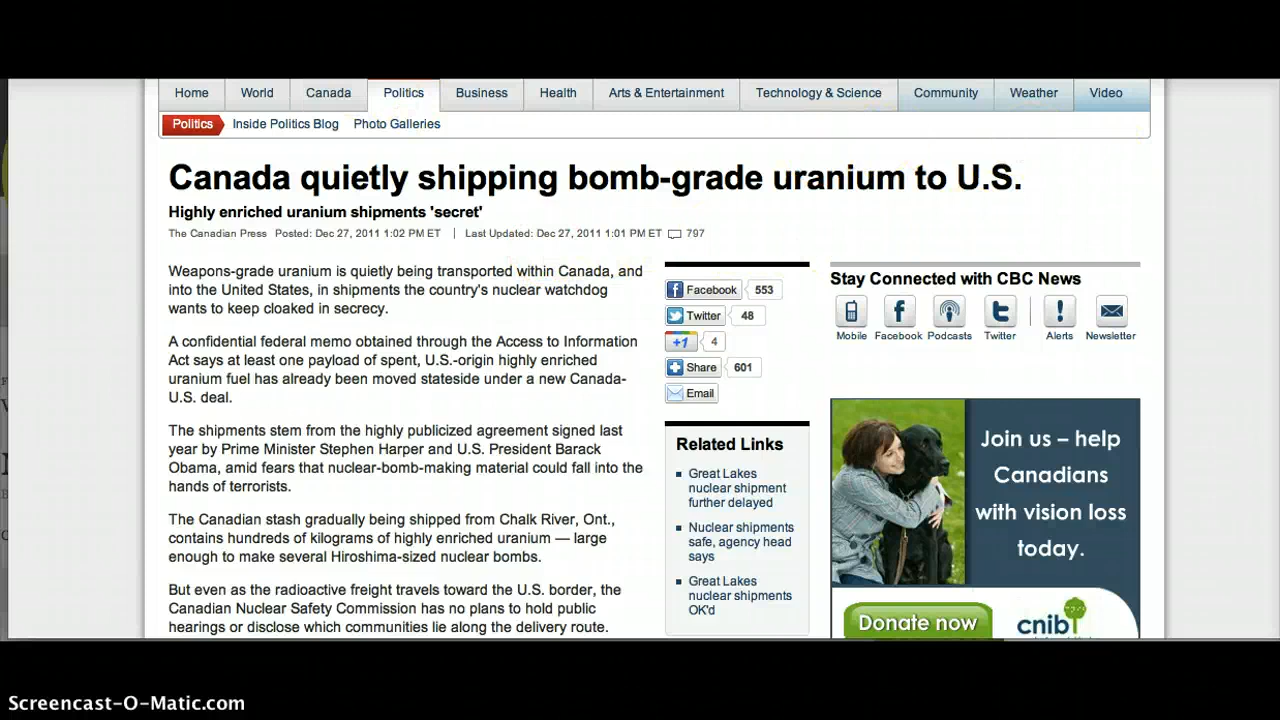 Home World Canada Politics Business Health Arts & Entertainment Technology & Science Community Weather Video
Politics Inside Politics Blog Photo Galleries
Canada quietly shipping bomb-grade uranium to U.S.
Highly enriched uranium shipments 'secret'
The Canadian Press Posted: Dec 27, 2011 1:02 PM ET | Last Updated: Dec 27, 2011 1:01 PM ET 797
Weapons-grade uranium is quietly being transported within Canada, and
into the United States, in shipments the country's nuclear watchdog
wants to keep cloaked in secrecy.
A confidential federal memo obtained through the Access to Information
Act says at least one payload of spent, U.S.-origin highly enriched
uranium fuel has already been moved stateside under a new Canada-
U.S. deal.
The shipments stem from the highly publicized agreement signed last
year by Prime Minister Stephen Harper and U.S. President Barack
Obama, amid fears that nuclear-bomb-making material could fall into the
hands of terrorists.
The Canadian stash gradually being shipped from Chalk River, Ont.,
contains hundreds of kilograms of highly enriched uranium — large
enough to make several Hiroshima-sized nuclear bombs.
But even as the radioactive freight travels toward the U.S. border, the
Canadian Nuclear Safety Commission has no plans to hold public
hearings or disclose which communities lie along the delivery route.
Facebook 553
Twitter 48
+1 4
Share 601
Email
Related Links
Great Lakes
nuclear shipment
further delayed
Nuclear shipments
safe, agency head
says
Great Lakes
nuclear shipments
OK'd
Stay Connected with CBC News
Mobile Facebook Podcasts Twitter Alerts Newsletter
Join us – help
Canadians
with vision loss
today.
Donate now cnib
Screencast-O-Matic.com